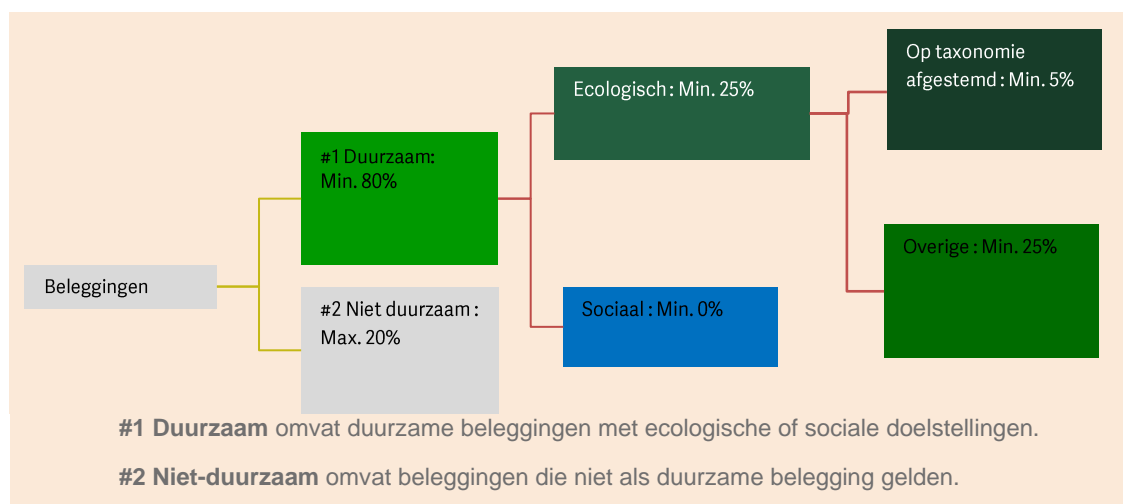 Beleggingen
#1 Duurzaam:
Min. 80%
#2 Niet duurzaam :
Max. 20%
Ecologisch : Min. 25%
Sociaal : Min. 0%
Op taxonomie
afgestemd : Min. 5%
Overige : Min. 25%
#1 Duurzaam omvat duurzame beleggingen met ecologische of sociale doelstellingen.
#2 Niet-duurzaam omvat beleggingen die niet als duurzame belegging gelden.